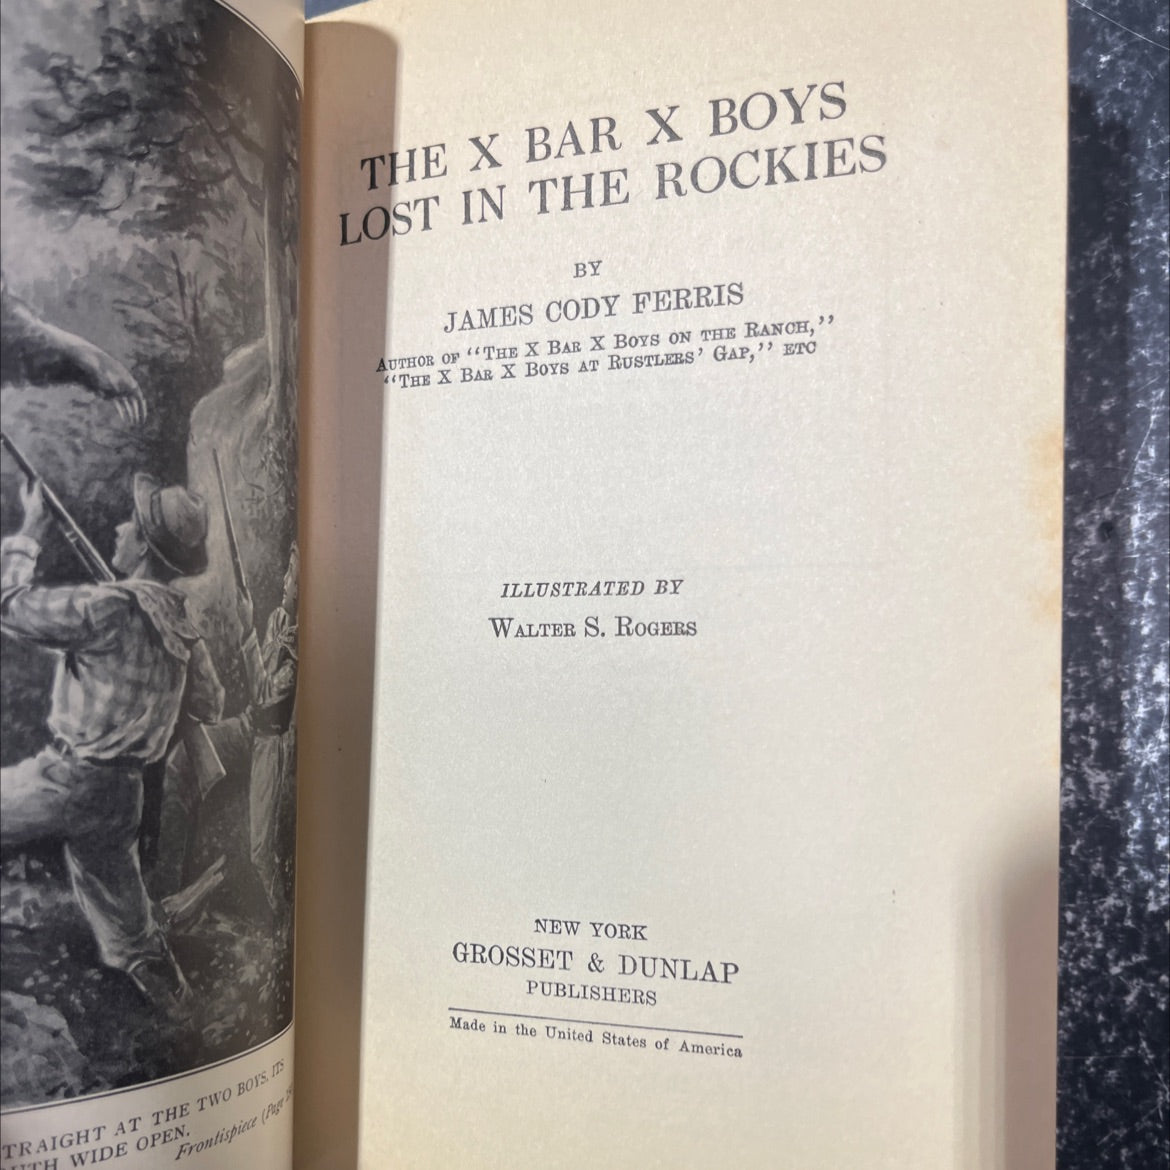 THE X BAR X BOYS
LOST IN THE ROCKIES
BY
JAMES CODY FERRIS
AUTHOR OF “THE X BAR X BOYS ON THE RANCH,”
“THE X BAR X BOYS AT RUSTLERS’ GAP,” ETC
ILLUSTRATED BY
WALTER S. ROGERS
NEW YORK
GROSSET & DUNLAP
PUBLISHERS
Made in the United States of America
TRAIGHT AT THE TWO BOYS, ITS
UTH WIDE OPEN.
Frontispiece (Page